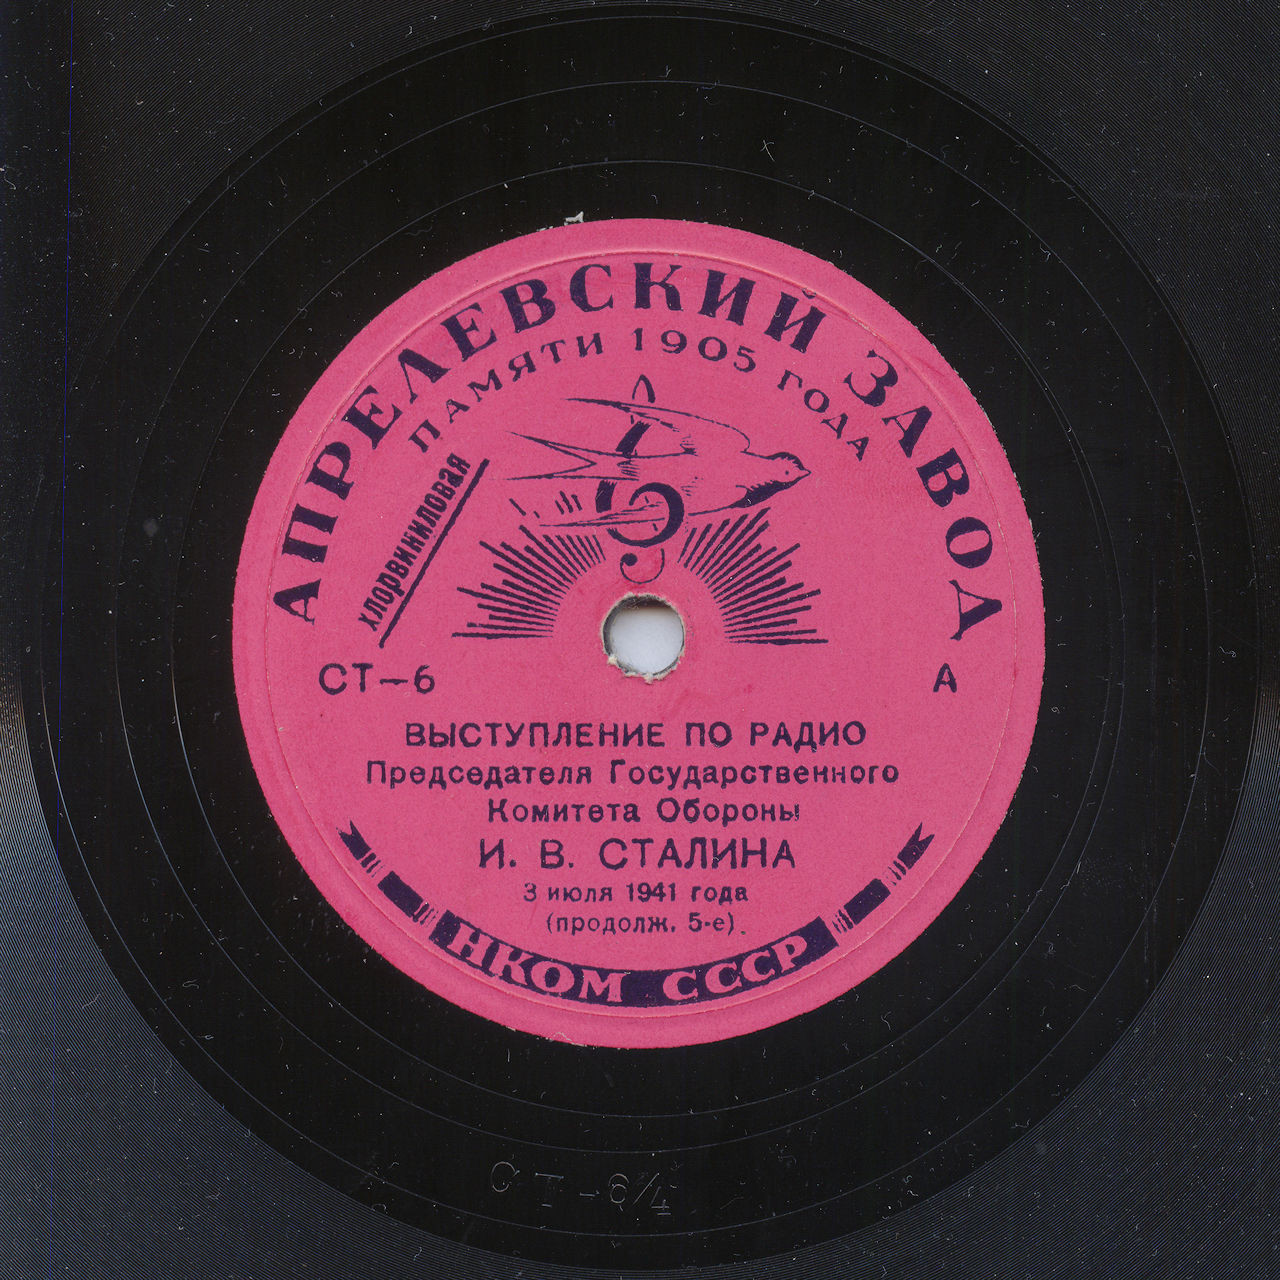 АПРЕЛЕВСКИЙ ЗАВОД
ПАМЯТИ 1905 ГОДА
хлорвиниловая
СТ–6
А
ВЫСТУПЛЕНИЕ ПО РАДИО
Председателя Государственного
Комитета Обороны
И. В. СТАЛИНА
3 июля 1941 года
(продолж. 5-е)
НКОМ СССР
СТ–6/4